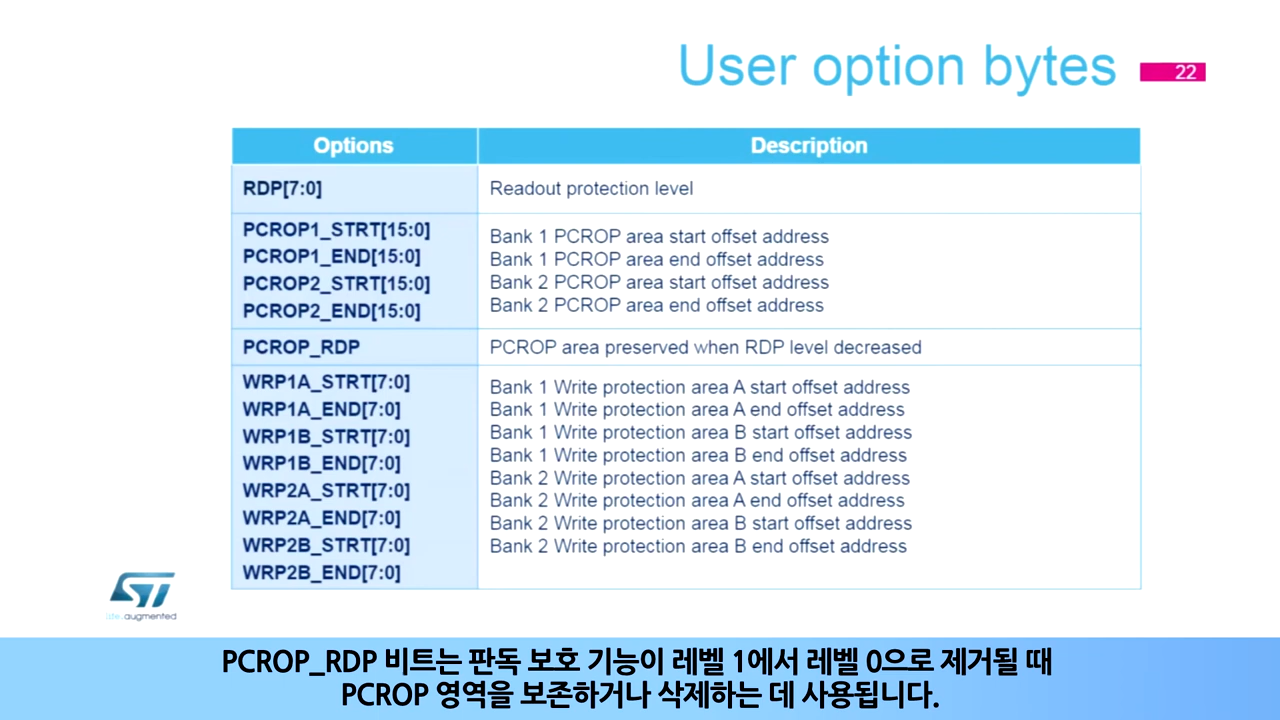 User option bytes
22
Options
Description
RDP[7:0]
Readout protection level
PCROP1_STRT[15:0]
PCROP1_END[15:0]
PCROP2_STRT[15:0]
PCROP2_END[15:0]
Bank 1 PCROP area start offset address
Bank 1 PCROP area end offset address
Bank 2 PCROP area start offset address
Bank 2 PCROP area end offset address
PCROP_RDP
PCROP area preserved when RDP level decreased
WRP1A_STRT[7:0]
WRP1A_END[7:0]
WRP1B_STRT[7:0]
WRP1B_END[7:0]
WRP2A_STRT[7:0]
WRP2A_END[7:0]
WRP2B_STRT[7:0]
WRP2B_END[7:0]
Bank 1 Write protection area A start offset address
Bank 1 Write protection area A end offset address
Bank 1 Write protection area B start offset address
Bank 1 Write protection area B end offset address
Bank 2 Write protection area A start offset address
Bank 2 Write protection area A end offset address
Bank 2 Write protection area B start offset address
Bank 2 Write protection area B end offset address
ST
life.augmented
PCROP_RDP 비트는 판독 보호 기능이 레벨 1에서 레벨 0으로 제거될 때
PCROP 영역을 보존하거나 삭제하는 데 사용됩니다.